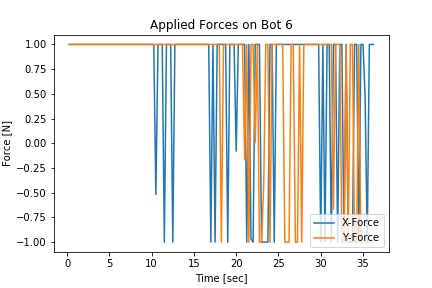 Applied Forces on Bot 6
1.00
0.75
0.50
0.25
0.00
−0.25
−0.50
−0.75
−1.00
Force [N]
X-Force
Y-Force
0 5 10 15 20 25 30 35
Time [sec]